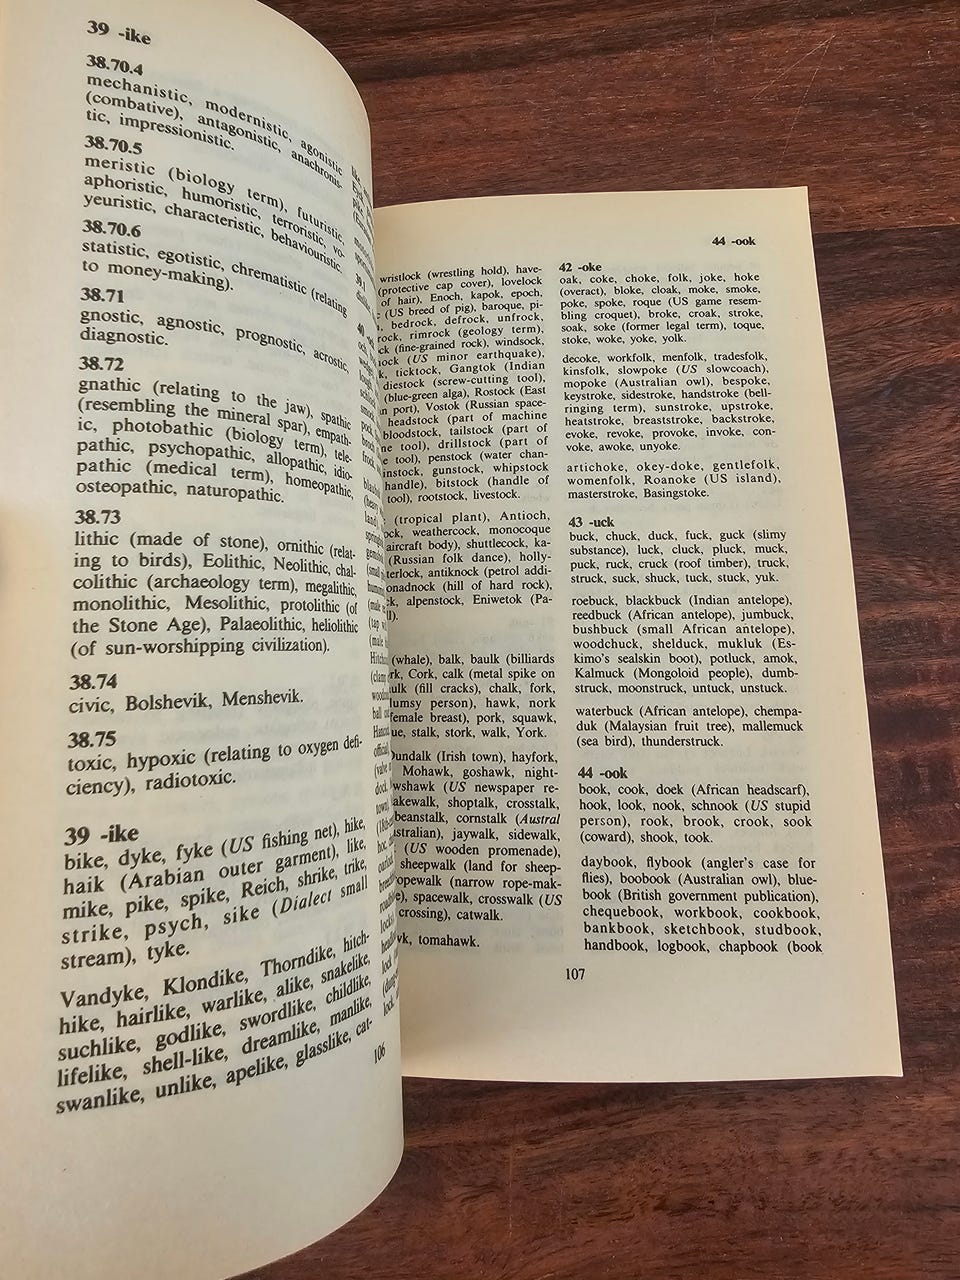 39 -ike
38.70.4
mechanistic, modernistic, agonistic
(combative), antagonistic, anachronis-
tic, impressionistic.
38.70.5
meristic (biology term), futuristic,
aphoristic, humoristic, terroristic, vo-
yeuristic, characteristic, behaviouristic.
38.70.6
statistic, egotistic, chrematistic (relating
to money-making).
38.71
gnostic, agnostic, prognostic, acrostic,
diagnostic.
38.72
gnathic (relating to the jaw), spathic
(resembling the mineral spar), empath-
ic, photobathic (biology term), tele-
pathic, psychopathic, allopathic, idio-
pathic (medical term), homeopathic,
osteopathic, naturopathic.
38.73
lithic (made of stone), ornithic (relat-
ing to birds), Eolithic, Neolithic, chal-
colithic (archaeology term), megalithic,
monolithic, Mesolithic, protolithic (of
the Stone Age), Palaeolithic, heliolithic
(of sun-worshipping civilization).
38.74
civic, Bolshevik, Menshevik.
38.75
toxic, hypoxic (relating to oxygen defi-
ciency), radiotoxic.
39 -ike
bike, dyke, fyke (US fishing net), hike,
haik (Arabian outer garment), like,
mike, pike, spike, Reich, shrike, trike,
strike, psych, sike (Dialect small
stream), tyke.
Vandyke, Klondike, Thorndike, hitch-
hike, hairlike, warlike, alike, snakelike,
suchlike, godlike, swordlike, childlike,
lifelike, shell-like, dreamlike, manlike,
swanlike, unlike, apelike, glasslike, cat-
106
44 -ook
wristlock (wrestling hold), have-
(protective cap cover), lovelock
of hair), Enoch, kapok, epoch,
(US breed of pig), baroque, pi-
bedrock, defrock, unfrock,
rock, rimrock (geology term),
(fine-grained rock), windsock,
(US minor earthquake),
ticktock, Gangtok (Indian
diestock (screw-cutting tool),
(blue-green alga), Rostock (East
port), Vostok (Russian space-
headstock (part of machine
bloodstock, tailstock (part of
tool), drillstock (part of
tool), penstock (water chan-
gunstock, whipstock
handle), bitstock (handle of
tool), rootstock, livestock.
(tropical plant), Antioch,
weathercock, monocoque
aircraft body), shuttlecock, ka-
(Russian folk dance), holly-
antiknock (petrol addi-
(hill of hard rock),
alpenstock, Eniwetok (Pa-
(whale), balk, baulk (billiards
Cork, calk (metal spike on
(fill cracks), chalk, fork,
person), hawk, nork
female breast), pork, squawk,
stalk, stork, walk, York.
Dundalk (Irish town), hayfork,
Mohawk, goshawk, night-
(US newspaper re-
shoptalk, crosstalk,
beanstalk, cornstalk (Austral
jaywalk, sidewalk,
(US wooden promenade),
sheepwalk (land for sheep-
(narrow rope-mak-
spacewalk, crosswalk (US
crossing), catwalk.
tomahawk.
42 -oke
oak, coke, choke, folk, joke, hoke
(overact), bloke, cloak, moke, smoke,
poke, spoke, roque (US game resem-
bling croquet), broke, croak, stroke,
soak, soke (former legal term), toque,
stoke, woke, yoke, yolk.
decoke, workfolk, menfolk, tradesfolk,
kinsfolk, slowpoke (US slowcoach),
mopoke (Australian owl), bespoke,
keystroke, sidestroke, handstroke (bell-
ringing term), sunstroke, upstroke,
heatstroke, breaststroke, backstroke,
evoke, revoke, provoke, invoke, con-
voke, awoke, unyoke.
artichoke, okey-doke, gentlefolk,
womenfolk, Roanoke (US island),
masterstroke, Basingstoke.
43 -uck
buck, chuck, duck, fuck, guck (slimy
substance), luck, cluck, pluck, muck,
puck, ruck, cruck (roof timber), truck,
struck, suck, shuck, tuck, stuck, yuk.
roebuck, blackbuck (Indian antelope),
reedbuck (African antelope), jumbuck,
bushbuck (small African antelope),
woodchuck, shelduck, mukluk (Es-
kimo's sealskin boot), potluck, amok,
Kalmuck (Mongoloid people), dumb-
struck, moonstruck, untuck, unstuck.
waterbuck (African antelope), chempa-
duk (Malaysian fruit tree), mallemuck
(sea bird), thunderstruck.
44 -ook
book, cook, doek (African headscarf),
hook, look, nook, schnook (US stupid
person), rook, brook, crook, sook
(coward), shook, took.
daybook, flybook (angler's case for
flies), boobook (Australian owl), blue-
book (British government publication),
chequebook, workbook, cookbook,
bankbook, sketchbook, studbook,
handbook, logbook, chapbook (book
107